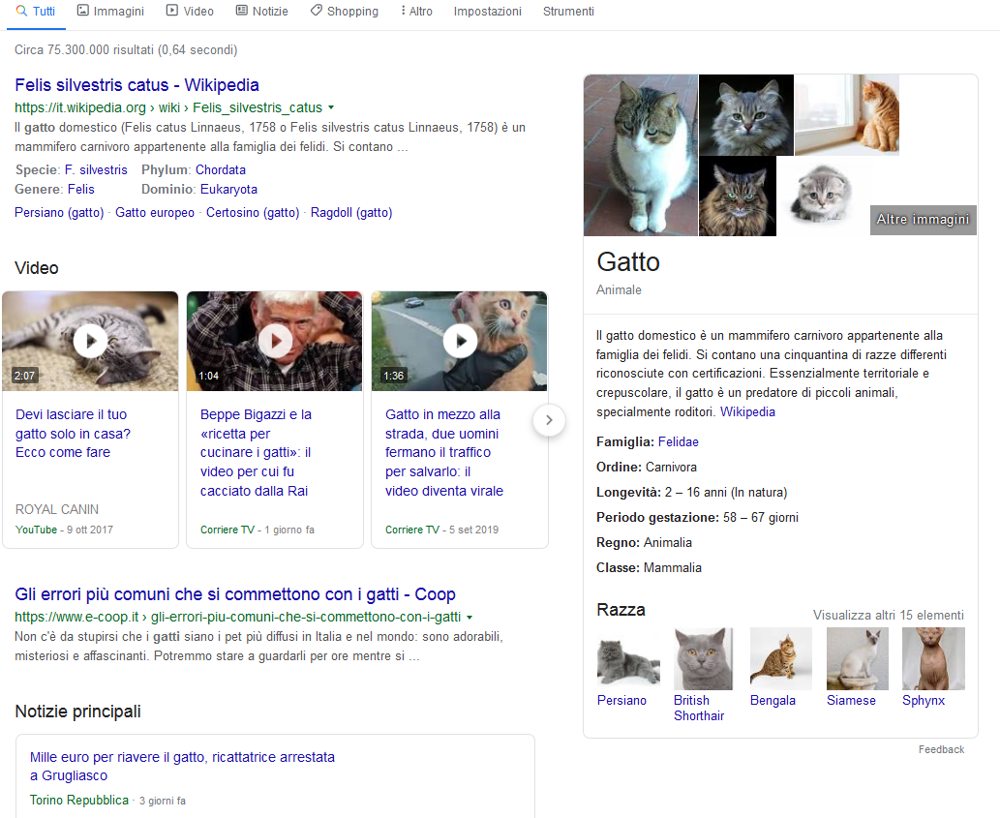 Tutti Immagini Video Notizie Shopping Altro Impostazioni Strumenti
Circa 75.300.000 risultati (0,64 secondi)
Felis silvestris catus - Wikipedia
https://it.wikipedia.org › wiki › Felis_silvestris_catus
Il gatto domestico (Felis catus Linnaeus, 1758 o Felis silvestris catus Linnaeus, 1758) è un
mammifero carnivoro appartenente alla famiglia dei felidi. Si contano ...
Specie: F. silvestris Phylum: Chordata
Genere: Felis Dominio: Eukaryota
Persiano (gatto) · Gatto europeo · Certosino (gatto) · Ragdoll (gatto)
Video
2:07
Devi lasciare il tuo
gatto solo in casa?
Ecco come fare
ROYAL CANIN
YouTube - 9 ott 2017
1:04
Beppe Bigazzi e la
«ricetta per
cucinare i gatti»: il
video per cui fu
cacciato dalla Rai
Corriere TV - 1 giorno fa
1:36
Gatto in mezzo alla
strada, due uomini
fermano il traffico
per salvarlo: il
video diventa virale
Corriere TV - 5 set 2019
Gli errori più comuni che si commettono con i gatti - Coop
https://www.e-coop.it › gli-errori-piu-comuni-che-si-commettono-con-i-gatti
Non c'è da stupirsi che i gatti siano i pet più diffusi in Italia e nel mondo: sono adorabili,
misteriosi e affascinanti. Potremmo stare a guardarli per ore mentre si ...
Notizie principali
Mille euro per riavere il gatto, ricattatrice arrestata
a Grugliasco
Torino Repubblica · 3 giorni fa
Altre immagini
Gatto
Animale
Il gatto domestico è un mammifero carnivoro appartenente alla
famiglia dei felidi. Si contano una cinquantina di razze differenti
riconosciute con certificazioni. Essenzialmente territoriale e
crepuscolare, il gatto è un predatore di piccoli animali,
specialmente roditori. Wikipedia
Famiglia: Felidae
Ordine: Carnivora
Longevità: 2 – 16 anni (In natura)
Periodo gestazione: 58 – 67 giorni
Regno: Animalia
Classe: Mammalia
Razza
Visualizza altri 15 elementi
Persiano
British
Shorthair
Bengala
Siamese
Sphynx
Feedback